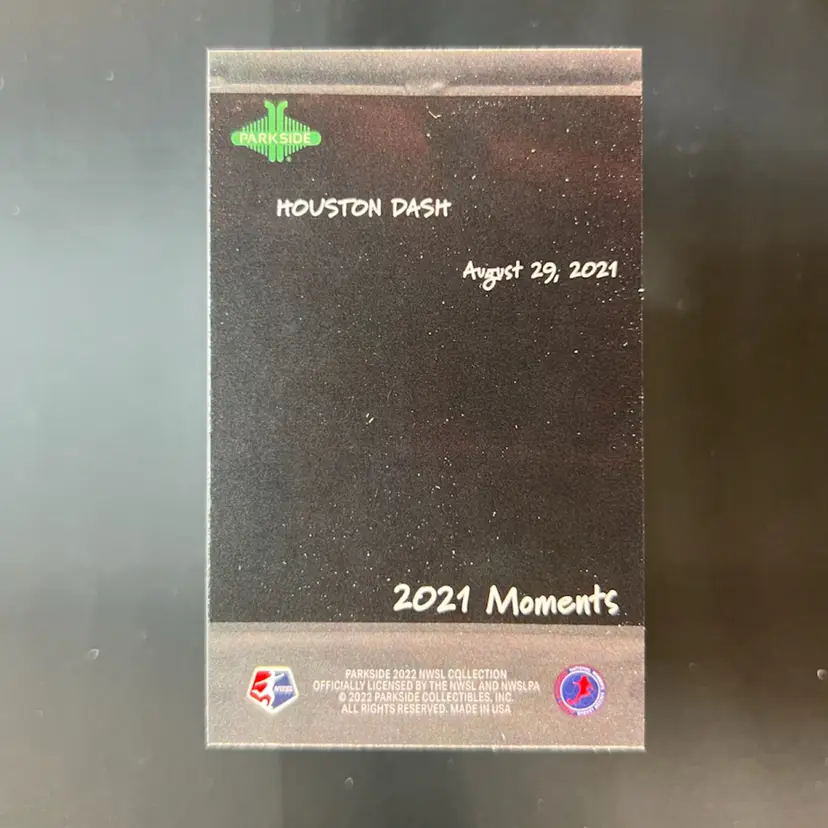 PARKSIDE
HOUSTON DASH
August 29, 2021
2021 Moments
PARKSIDE 2022 NWSL COLLECTION
OFFICIALLY LICENSED BY THE NWSL AND NWSLPA
© 2022 PARKSIDE COLLECTIBLES, INC.
ALL RIGHTS RESERVED. MADE IN USA